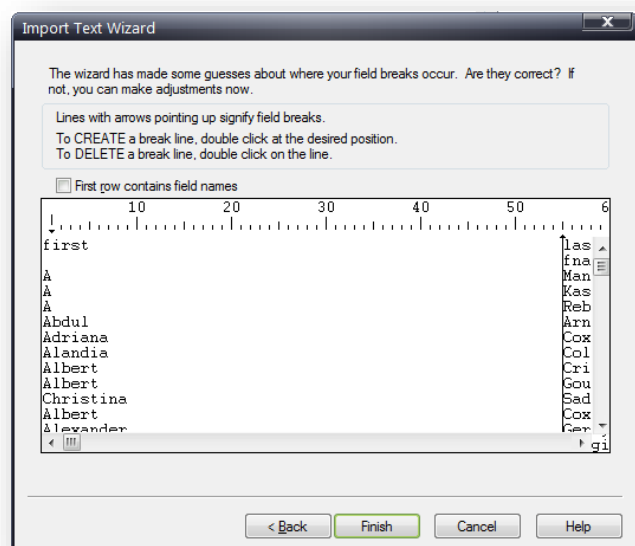 Import Text Wizard
The wizard has made some guesses about where your field breaks occur. Are they correct? If
not, you can make adjustments now.
Lines with arrows pointing up signify field breaks.
To CREATE a break line, double click at the desired position.
To DELETE a break line, double click on the line.
First row contains field names
10 20 30 40 50 6
first las
fna
A Man
A Kas
A Reb
Abdul Arn
Adriana Cox
Alandia Col
Albert Cri
Albert Gou
Christina Sad
Albert Cox
Alexander Ger
gi
< Back Finish Cancel Help